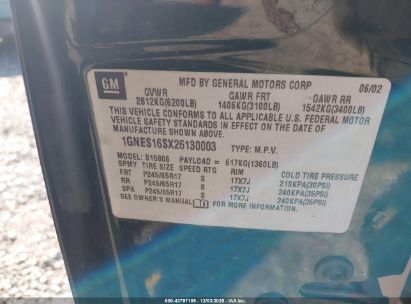 GM
MFD BY GENERAL MOTORS CORP 06/02
GVWR GAWR FRT GAWR RR
2812KG(6200LB) 1406KG(3100LB) 1542KG(3400LB)
THIS VEHICLE CONFORMS TO ALL APPLICABLE U.S. FEDERAL MOTOR
VEHICLE SAFETY STANDARDS IN EFFECT ON THE DATE OF
MANUFACTURE SHOWN ABOVE.
1GNES16SX26130003 TYPE: M.P.V.
MODEL: S15806 PAYLOAD = 617KG(1360LB)
SPMY TIRE SIZE SPEED RTG RIM COLD TIRE PRESSURE
FRT P245/65R17 S 17X7J 210KPA(30PSI)
RR P245/65R17 S 17X7J 240KPA(35PSI)
SPA P245/65R17 S 17X7J 240KPA(35PSI)
SEE OWNER'S MANUAL FOR ADDITIONAL INFORMATION